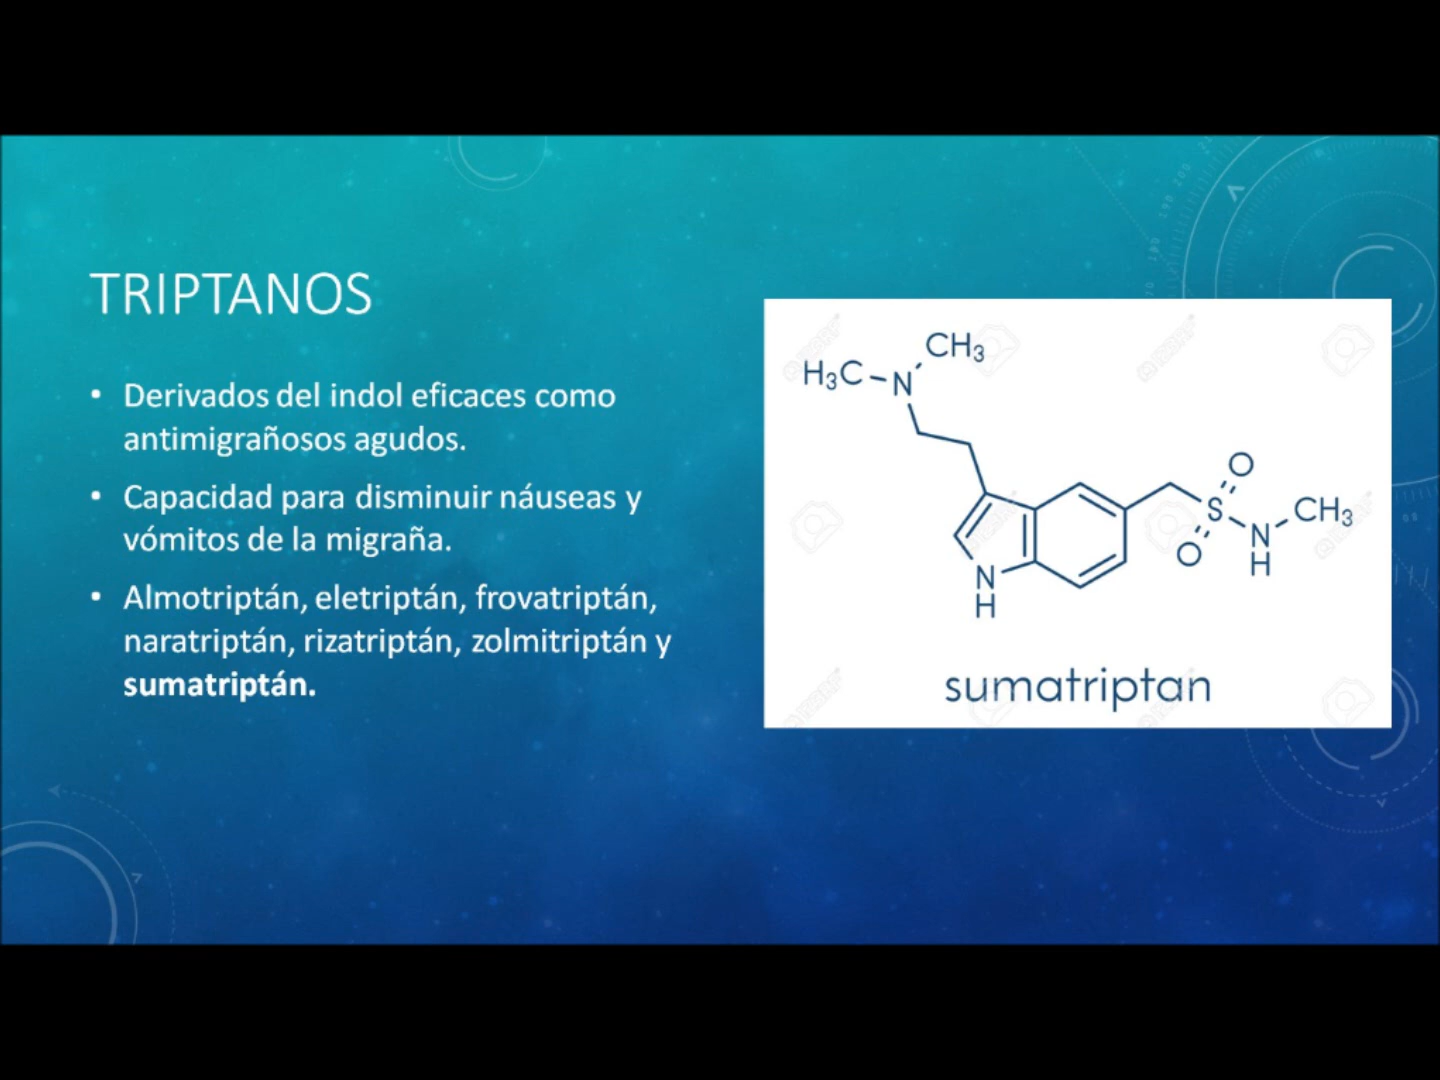 TRIPTANOS
• Derivados del indol eficaces como
antimigrañosos agudos.
• Capacidad para disminuir náuseas y
vómitos de la migraña.
• Almotriptán, eletriptán, frovatriptán,
naratriptán, rizatriptán, zolmitriptán y
sumatriptán.
CH3
H3C
N
O
S
CH3
O
N
H
N
H
sumatriptan